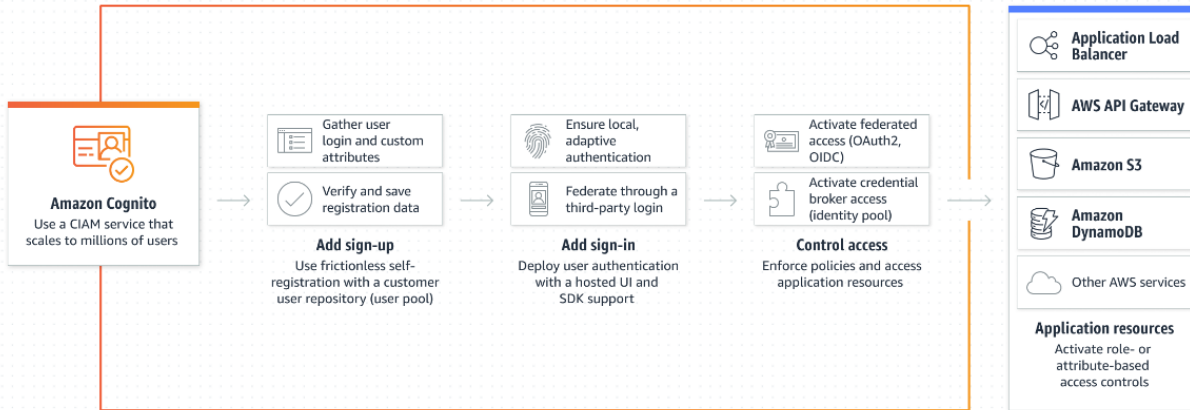 Amazon Cognito
Use a CIAM service that
scales to millions of users
Gather user
login and custom
attributes
Verify and save
registration data
Add sign-up
Use frictionless self-
registration with a customer
user repository (user pool)
Ensure local,
adaptive
authentication
Federate through a
third-party login
Add sign-in
Deploy user authentication
with a hosted UI and
SDK support
Activate federated
access (OAuth2,
OIDC)
Activate credential
broker access
(identity pool)
Control access
Enforce policies and access
application resources
Application Load
Balancer
AWS API Gateway
Amazon S3
Amazon
DynamoDB
Other AWS services
Application resources
Activate role- or
attribute-based
access controls